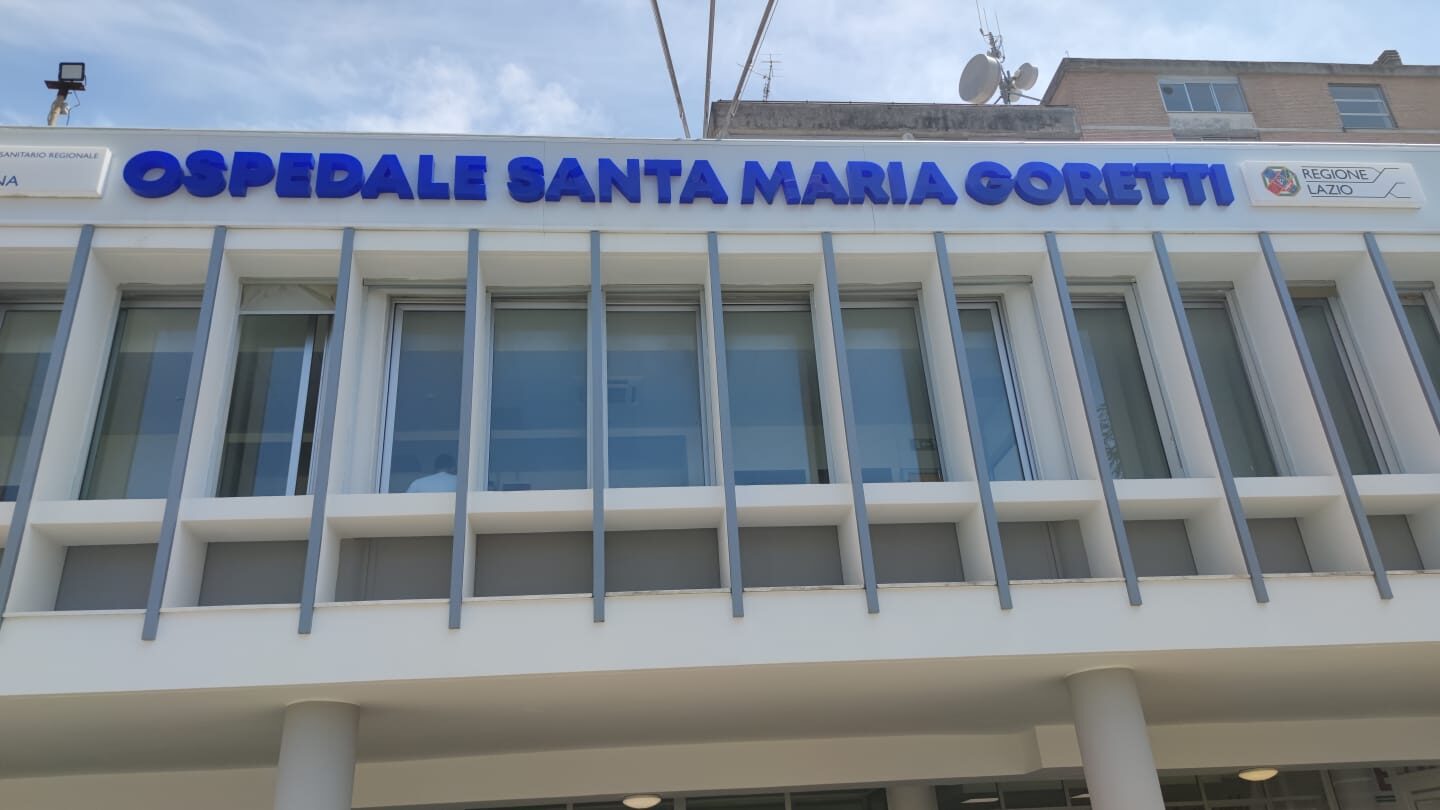 SANITARIO REGIONALE
NA
OSPEDALE SANTA MARIA GORETTI
REGIONE
LAZIO